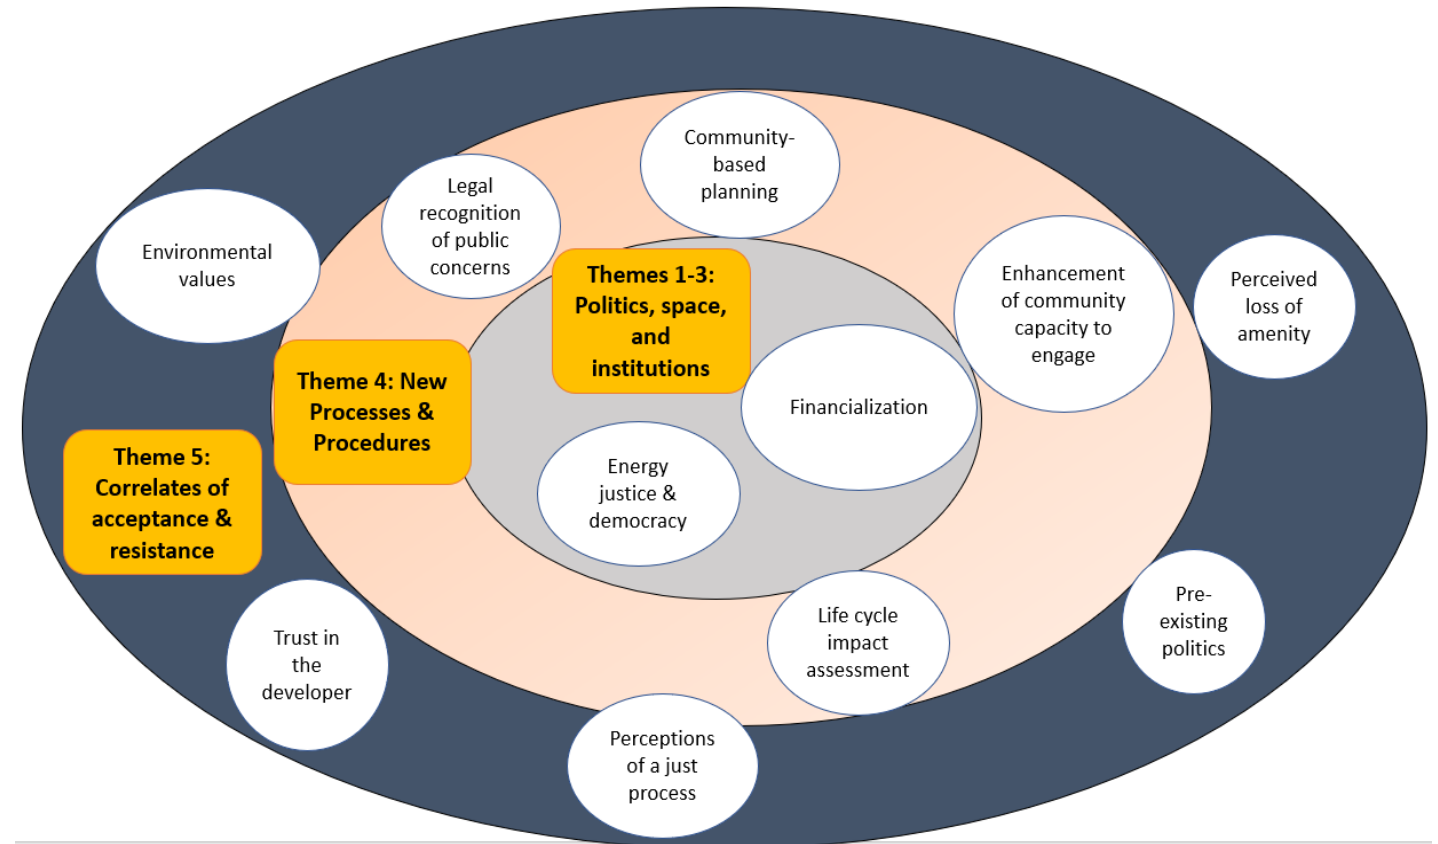 Community-
based
planning
Legal
recognition
of public
concerns
Environmental
values
Themes 1-3:
Politics, space,
and
institutions
Enhancement
of community
capacity to
engage
Perceived
loss of
amenity
Theme 4: New
Processes &
Procedures
Financialization
Theme 5:
Correlates of
acceptance &
resistance
Energy
justice &
democracy
Pre-
existing
politics
Life cycle
impact
assessment
Trust in
the
developer
Perceptions
of a just
process